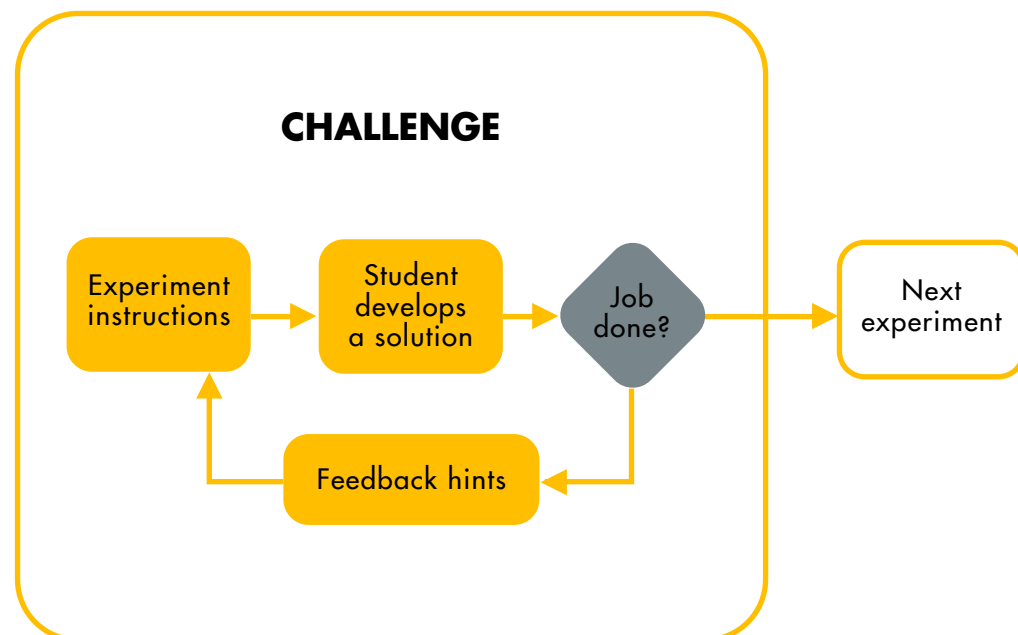 CHALLENGE
Experiment
instructions
Student
develops
a solution
Job
done?
Next
experiment
Feedback hints